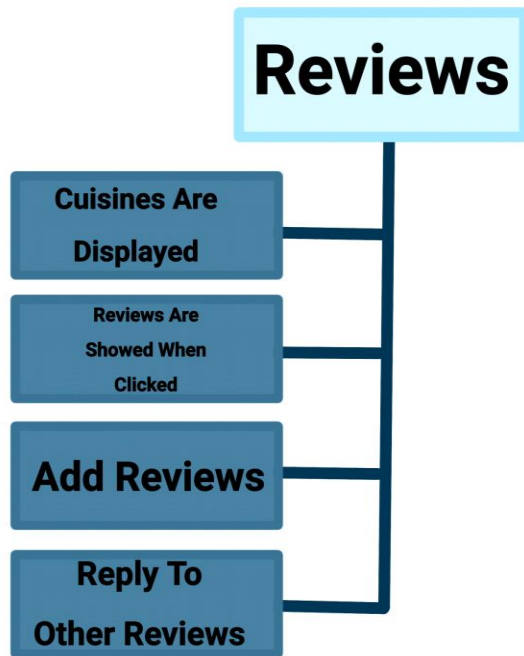 Reviews
Cuisines Are
Displayed
Reviews Are
Showed When
Clicked
Add Reviews
Reply To
Other Reviews